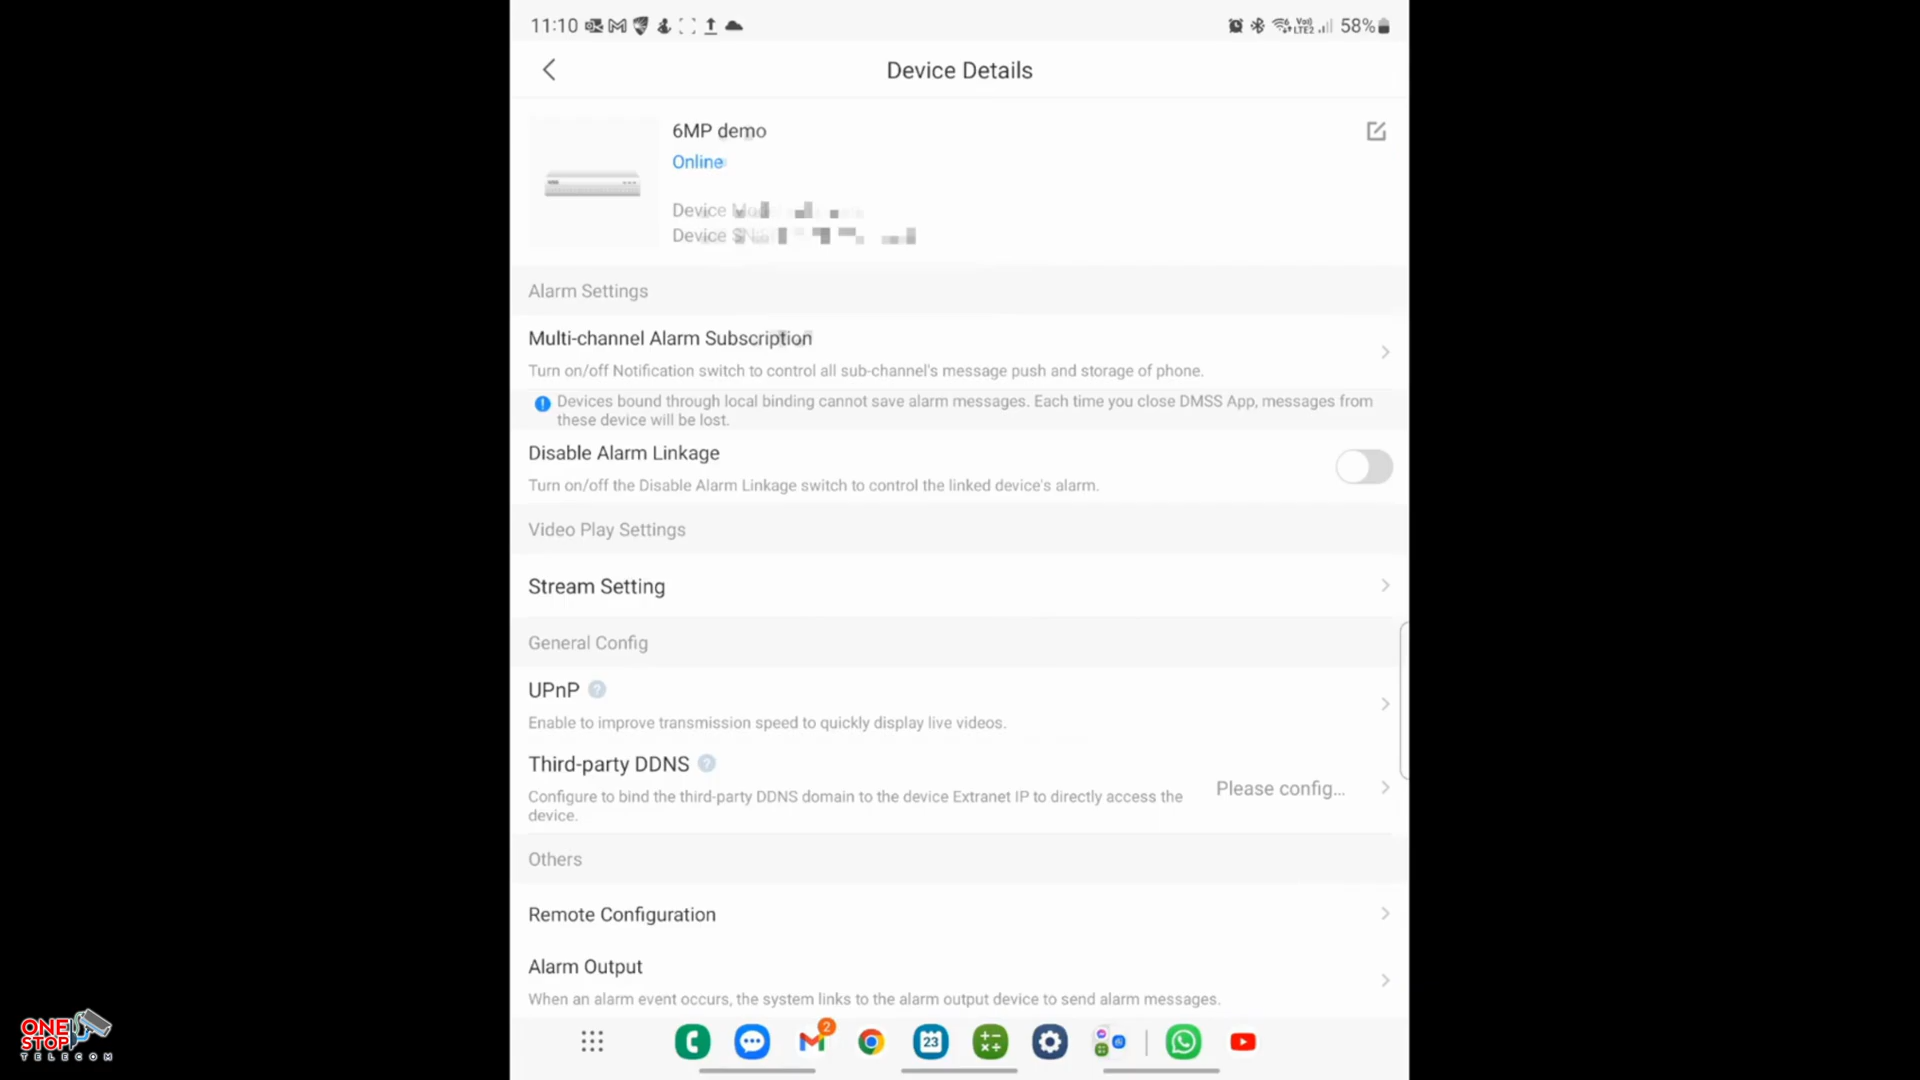 11:10
Vo))
LTE2
58%
Device Details
6MP demo
Online
Device
Device
Alarm Settings
Multi-channel Alarm Subscription
Turn on/off Notification switch to control all sub-channel's message push and storage of phone.
Devices bound through local binding cannot save alarm messages. Each time you close DMSS App, messages from
these device will be lost.
Disable Alarm Linkage
Turn on/off the Disable Alarm Linkage switch to control the linked device's alarm.
Video Play Settings
Stream Setting
General Config
UPnP ?
Enable to improve transmission speed to quickly display live videos.
Third-party DDNS ?
Configure to bind the third-party DDNS domain to the device Extranet IP to directly access the
device.
Please config...
Others
Remote Configuration
Alarm Output
When an alarm event occurs, the system links to the alarm output device to send alarm messages.
2
23
ONE
STOP
TELECOM